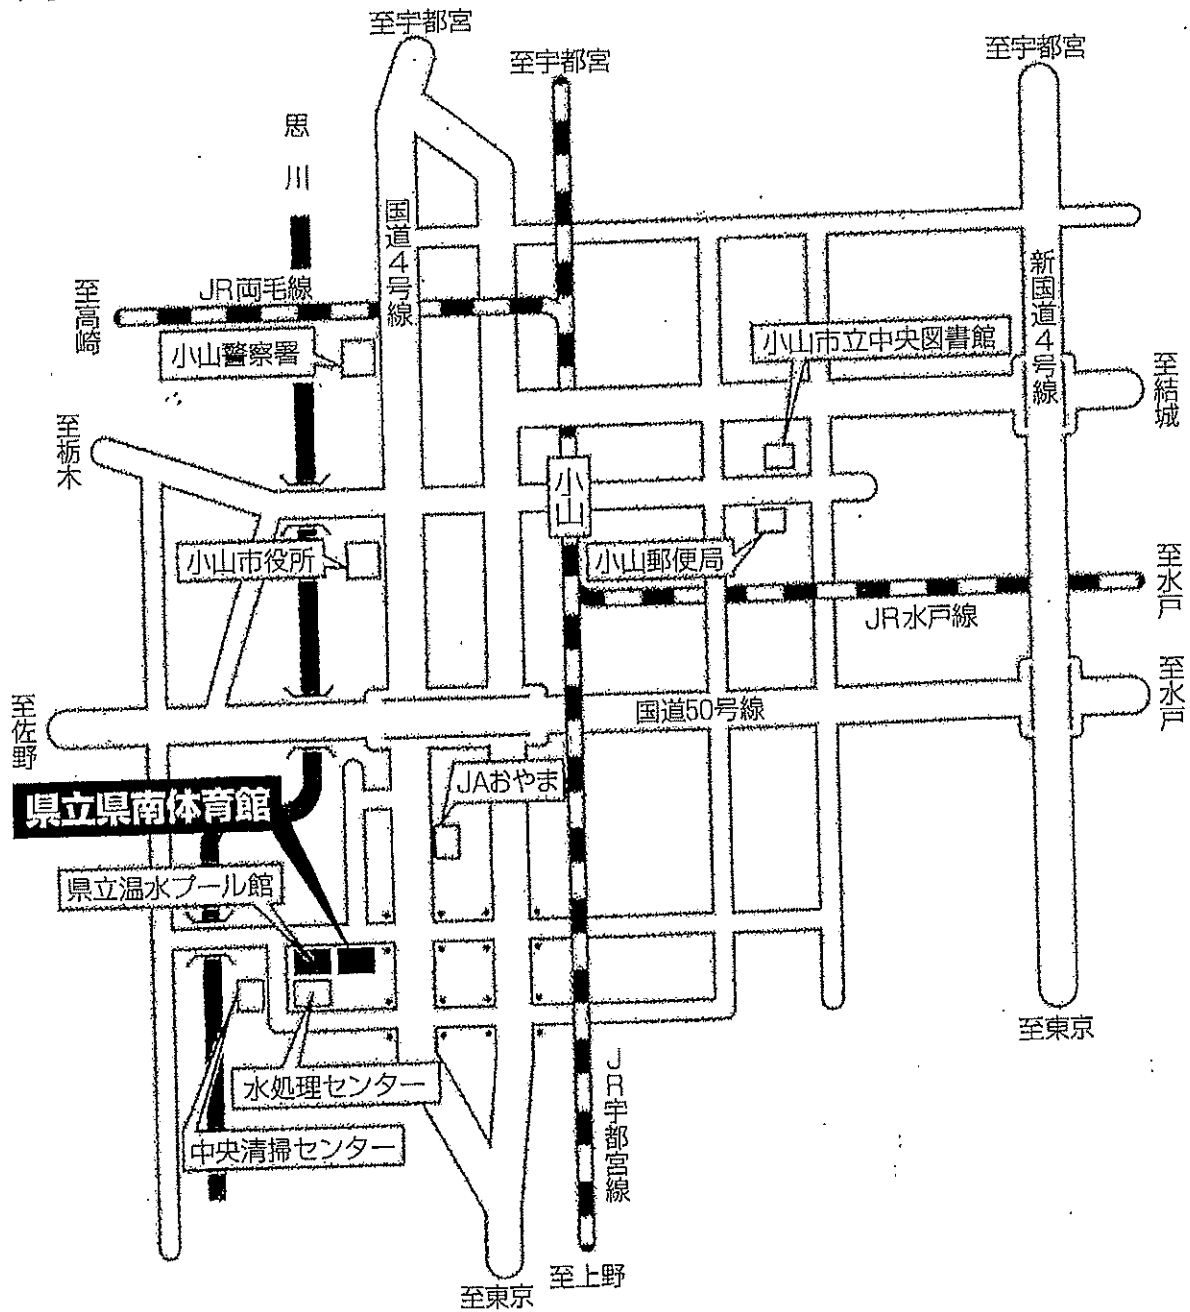 至宇都宮
至宇都宮
至宇都宮
思川
国道4号線
新国道4号線
JR両毛線
至高崎
小山警察署
小山市立中央図書館
至結城
至栃木
小山
小山市役所
小山郵便局
至水戸
JR水戸線
至佐野
国道50号線
至水戸
JAおやま
県立県南体育館
県立温水プール館
至東京
水処理センター
中央清掃センター
JR宇都宮線
至上野
至東京